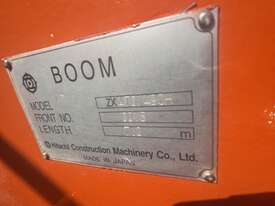 BOOM
MODEL
FRONT NO.
LENGTH m
Hitachi Construction Machinery Co., Ltd.
MADE IN JAPAN